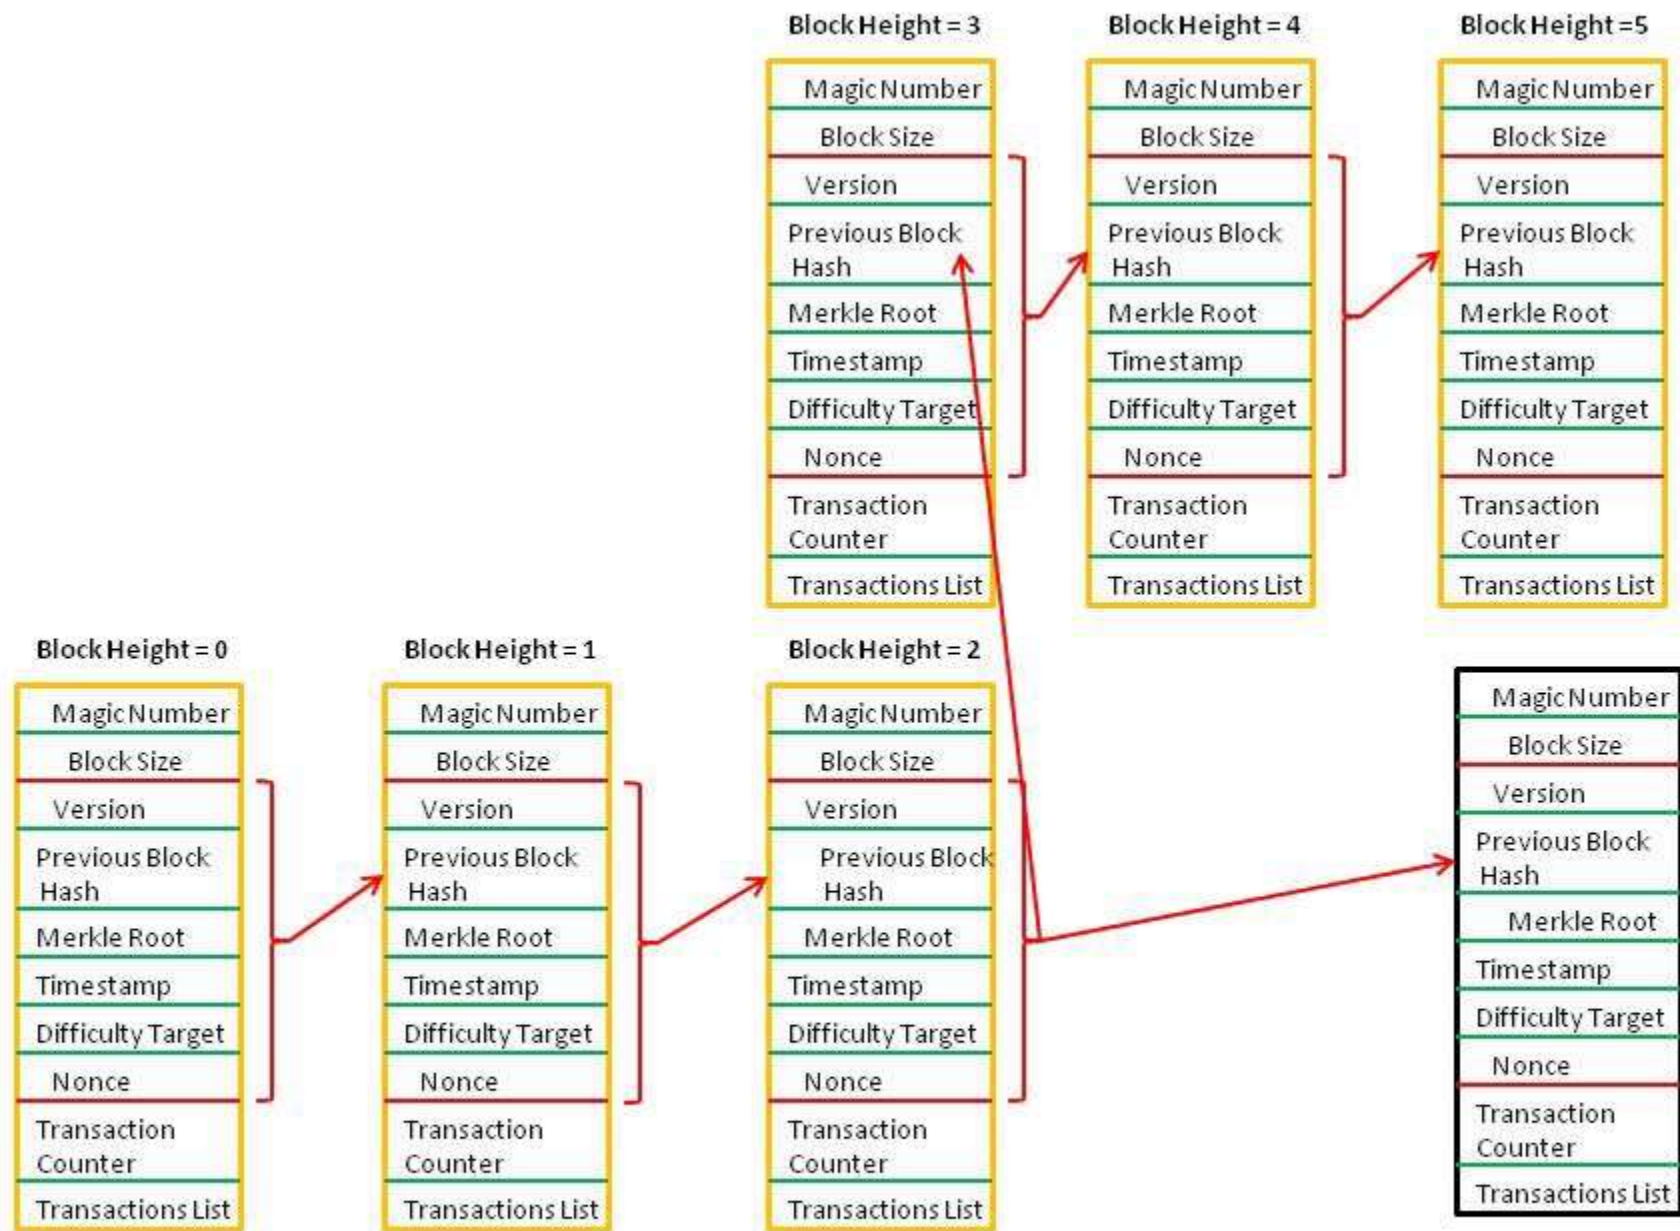 Block Height = 3
Magic Number
Block Size
Version
Previous Block
Hash
Merkle Root
Timestamp
Difficulty Target
Nonce
Transaction
Counter
Transactions List
Block Height = 4
Magic Number
Block Size
Version
Previous Block
Hash
Merkle Root
Timestamp
Difficulty Target
Nonce
Transaction
Counter
Transactions List
Block Height =5
Magic Number
Block Size
Version
Previous Block
Hash
Merkle Root
Timestamp
Difficulty Target
Nonce
Transaction
Counter
Transactions List
Block Height = 0
Magic Number
Block Size
Version
Previous Block
Hash
Merkle Root
Timestamp
Difficulty Target
Nonce
Transaction
Counter
Transactions List
Block Height = 1
Magic Number
Block Size
Version
Previous Block
Hash
Merkle Root
Timestamp
Difficulty Target
Nonce
Transaction
Counter
Transactions List
Block Height = 2
Magic Number
Block Size
Version
Previous Block
Hash
Merkle Root
Timestamp
Difficulty Target
Nonce
Transaction
Counter
Transactions List
Magic Number
Block Size
Version
Previous Block
Hash
Merkle Root
Timestamp
Difficulty Target
Nonce
Transaction
Counter
Transactions List